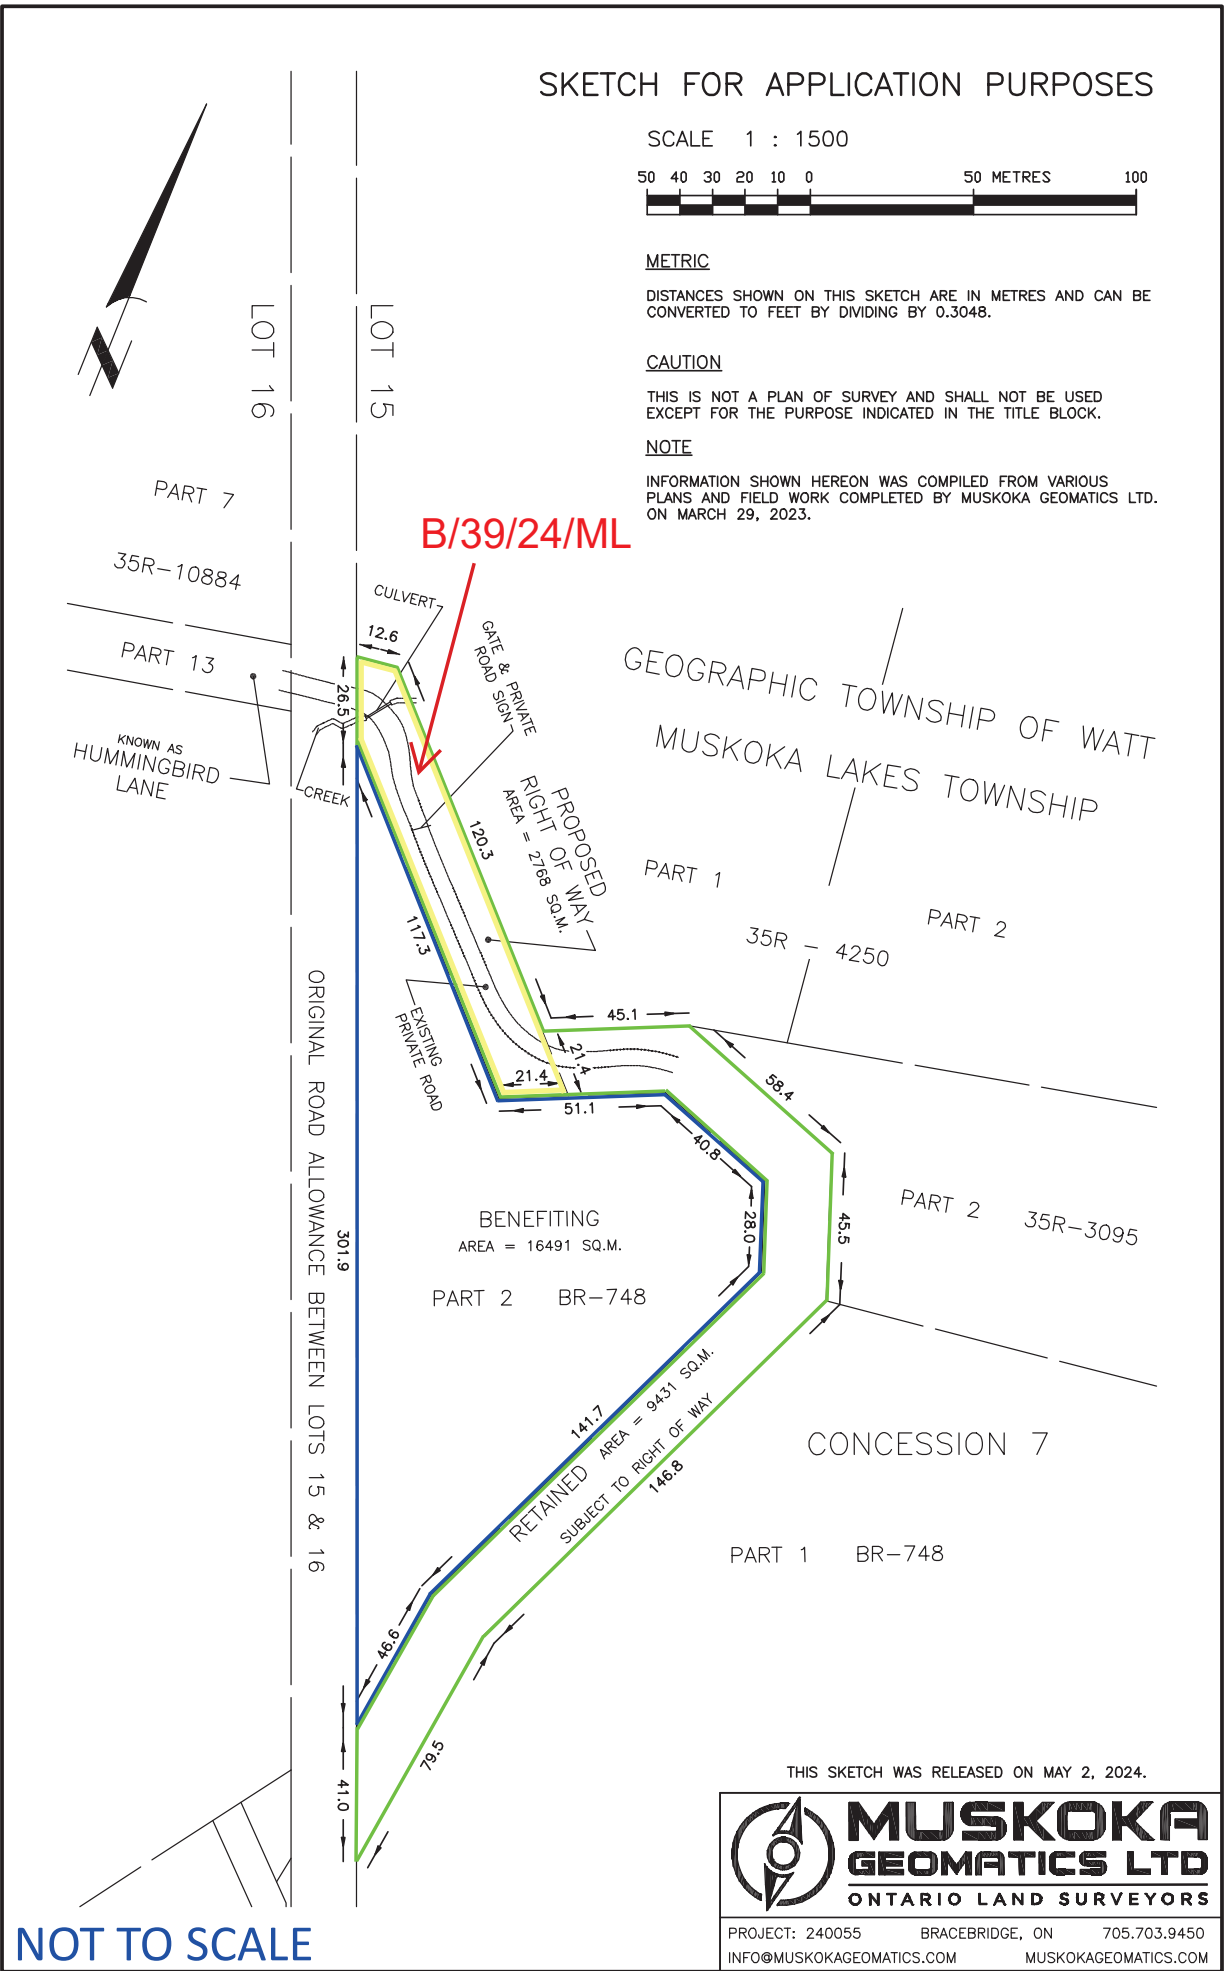 SKETCH FOR APPLICATION PURPOSES
SCALE 1 : 1500
50 40 30 20 10 0 50 METRES 100
METRIC
DISTANCES SHOWN ON THIS SKETCH ARE IN METRES AND CAN BE
CONVERTED TO FEET BY DIVIDING BY 0.3048.
CAUTION
THIS IS NOT A PLAN OF SURVEY AND SHALL NOT BE USED
EXCEPT FOR THE PURPOSE INDICATED IN THE TITLE BLOCK.
NOTE
INFORMATION SHOWN HEREON WAS COMPILED FROM VARIOUS
PLANS AND FIELD WORK COMPLETED BY MUSKOKA GEOMATICS LTD.
ON MARCH 29, 2023.
N
LOT 16
LOT 15
PART 7
35R-10884
PART 13
KNOWN AS
HUMMINGBIRD
LANE
B/39/24/ML
CULVERT
12.6
26.5
CREEK
GATE & PRIVATE
ROAD SIGN
PROPOSED
RIGHT OF WAY
AREA = 2768 SQ.M.
120.3
117.3
EXISTING
PRIVATE ROAD
GEOGRAPHIC TOWNSHIP OF WATT
MUSKOKA LAKES TOWNSHIP
PART 1
PART 2
35R - 4250
45.1
21.4
21.4
51.1
58.4
40.8
28.0
45.5
PART 2 35R-3095
BENEFITING
AREA = 16491 SQ.M.
PART 2 BR-748
301.9
ORIGINAL ROAD ALLOWANCE BETWEEN LOTS 15 & 16
141.7
RETAINED AREA = 9431 SQ.M.
SUBJECT TO RIGHT OF WAY
146.8
CONCESSION 7
PART 1 BR-748
46.6
79.5
41.0
THIS SKETCH WAS RELEASED ON MAY 2, 2024.
MUSKOKA
GEOMATICS LTD
ONTARIO LAND SURVEYORS
PROJECT: 240055 BRACEBRIDGE, ON 705.703.9450
INFO@MUSKOKAGEOMATICS.COM MUSKOKAGEOMATICS.COM
NOT TO SCALE